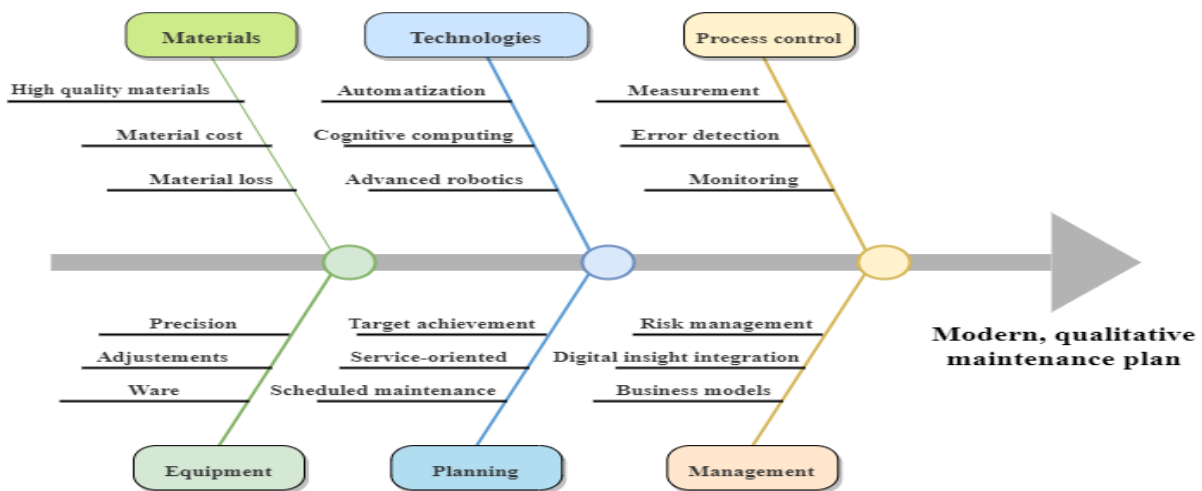 Materials
Technologies
Process control
High quality materials
Automatization
Measurement
Material cost
Cognitive computing
Error detection
Material loss
Advanced robotics
Monitoring
Precision
Target achievement
Risk management
Modern, qualitative
maintenance plan
Adjustements
Service-oriented
Digital insight integration
Ware
Scheduled maintenance
Business models
Equipment
Planning
Management